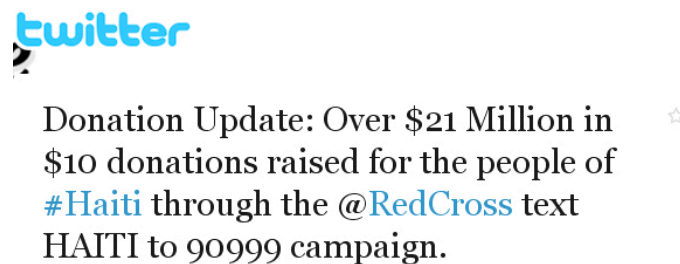 twitter
Donation Update: Over $21 Million in
$10 donations raised for the people of
#Haiti through the @RedCross text
HAITI to 90999 campaign.